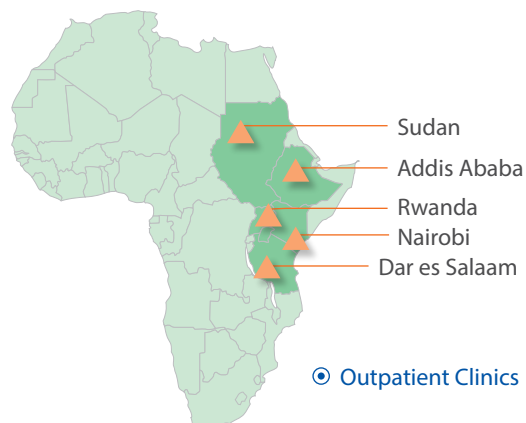 Sudan
Addis Ababa
Rwanda
Nairobi
Dar es Salaam
Outpatient Clinics